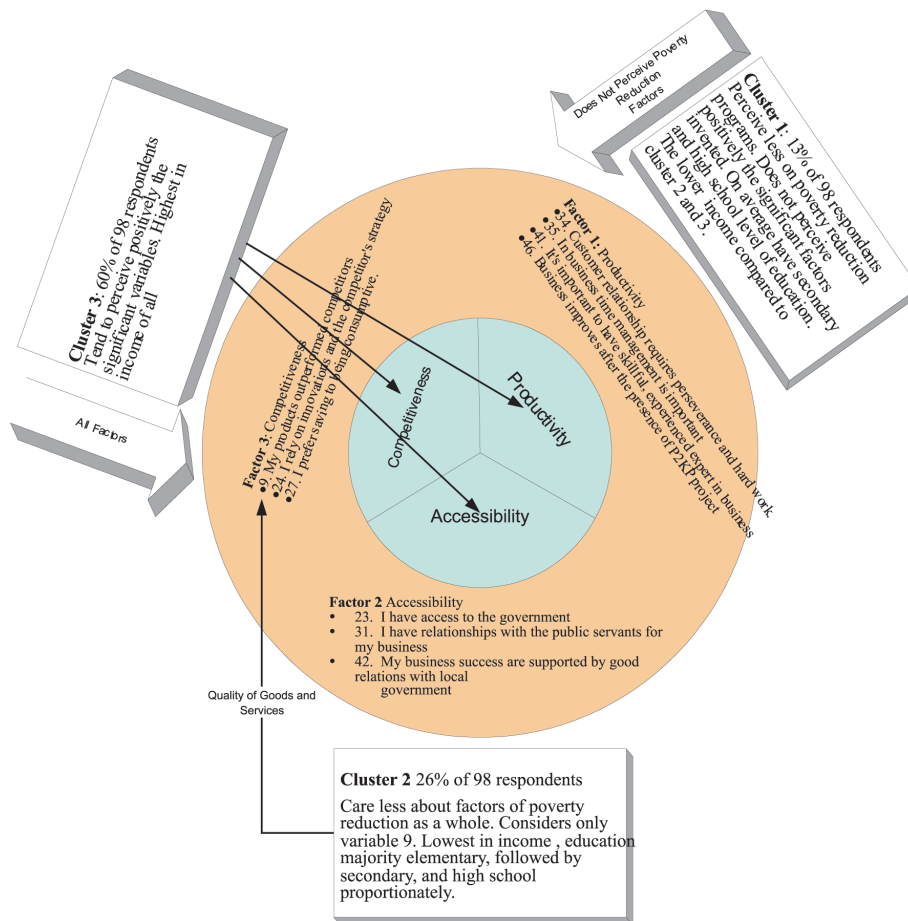 Does Not Perceive Poverty
Reduction
Factors
Cluster 1: 13% of 98 respondents
Perceive less on poverty reduction
programs. Does not perceive
positively the significant factors
invented. On average have secondary
and high school level of education.
The lower income compared to
cluster 2 and 3.
Cluster 3: 60% of 98 respondents
Tend to perceive positively the
significant variables. Highest in
income of all
All Factors
Factor 1: Productivity
•34. Customer relationship requires perseverance and hard work
•35. In business time management is important
•41. It's important to have skillful, experienced expert in business
•46. Business improves after the presence of P2KP project
Factor 3: Competitiveness
•9 My products outperformed competitors
•24. I rely on innovations and the competitor's strategy
•27. I prefer saving to being consumptive.
Competitiveness
Productivity
Accessibility
Factor 2 Accessibility
• 23. I have access to the government
• 31. I have relationships with the public servants for
my business
• 42. My business success are supported by good
relations with local
government
Quality of Goods and
Services
Cluster 2 26% of 98 respondents
Care less about factors of poverty
reduction as a whole. Considers only
variable 9. Lowest in income , education
majority elementary, followed by
secondary, and high school
proportionately.